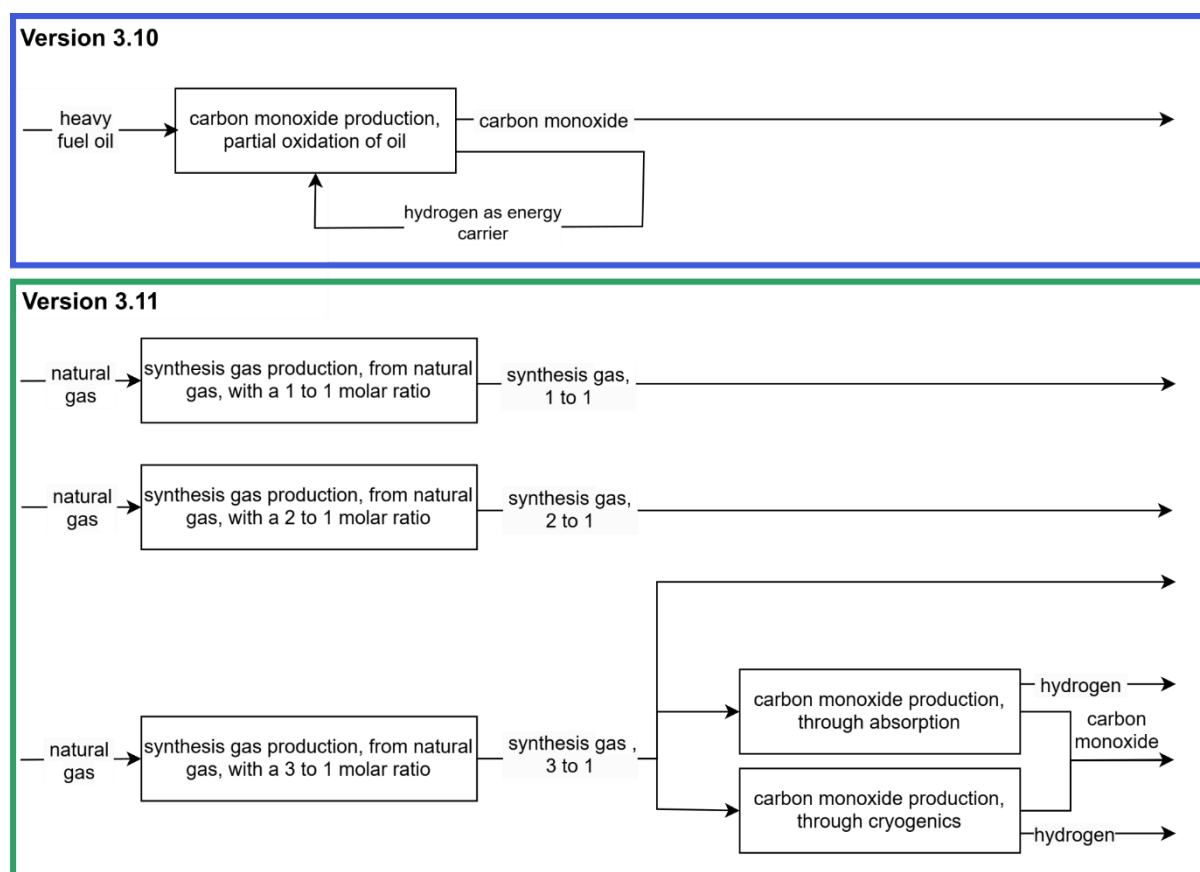 Version 3.10
heavy
fuel oil
carbon monoxide production,
partial oxidation of oil
carbon monoxide
hydrogen as energy
carrier
Version 3.11
natural
gas
synthesis gas production, from natural
gas, with a 1 to 1 molar ratio
synthesis gas,
1 to 1
natural
gas
synthesis gas production, from natural
gas, with a 2 to 1 molar ratio
synthesis gas,
2 to 1
natural
gas
synthesis gas production, from natural
gas, with a 3 to 1 molar ratio
synthesis gas ,
3 to 1
carbon monoxide production,
through absorption
hydrogen
carbon
monoxide
carbon monoxide production,
through cryogenics
hydrogen